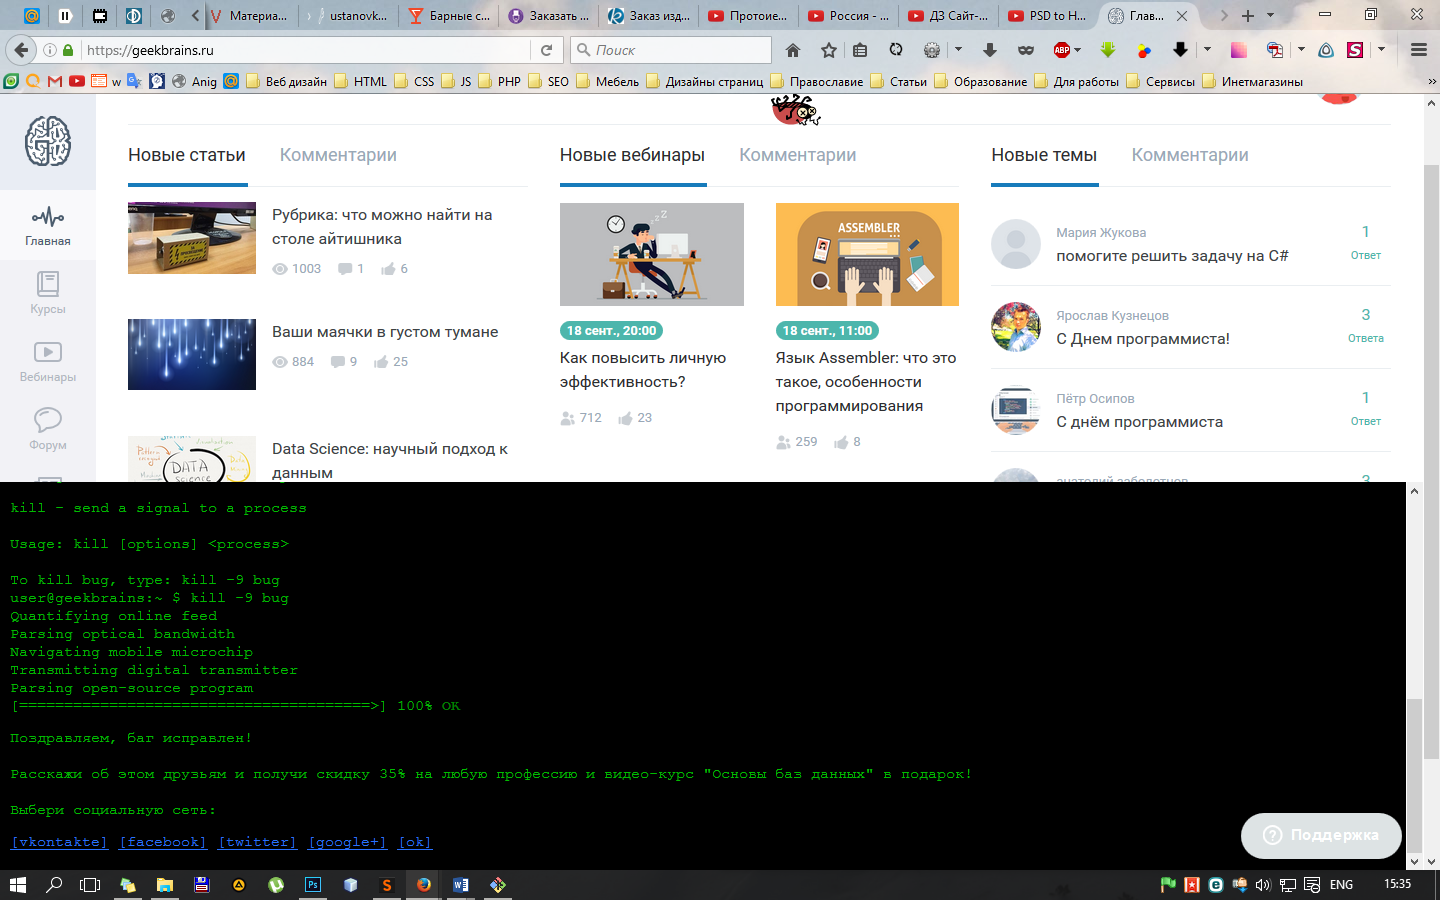 Материа...
ustanovk...
Барные с...
Заказать ...
Заказ изд...
Протоие...
Россия - ...
ДЗ Сайт-...
PSD to H...
Глав...
https://geekbrains.ru
Поиск
ABP
w
Anig
Веб дизайн
HTML
CSS
JS
PHP
SEO
Мебель
Дизайны страниц
Православие
Статьи
Образование
Для работы
Сервисы
Инетмагазины
Главная
Курсы
Вебинары
Форум
Новые статьи
Комментарии
Рубрика: что можно найти на
столе айтишника
1003
1
6
Ваши маячки в густом тумане
884
9
25
DATA
SCIENCE
Data Science: научный подход к
данным
Новые вебинары
Комментарии
18 сент., 20:00
Как повысить личную
эффективность?
712
23
ASSEMBLER
18 сент., 11:00
Язык Assembler: что это
такое, особенности
программирования
259
8
Новые темы
Комментарии
Мария Жукова
помогите решить задачу на C#
1
Ответ
Ярослав Кузнецов
С Днем программиста!
3
Ответа
Пётр Осипов
С днём программиста
1
Ответ
анатолий заболотнов
3
kill - send a signal to a process
Usage: kill [options] <process>
To kill bug, type: kill -9 bug
user@geekbrains:~ $ kill -9 bug
Quantifying online feed
Parsing optical bandwidth
Navigating mobile microchip
Transmitting digital transmitter
Parsing open-source program
[=======================================>] 100% OK
Поздравляем, баг исправлен!
Расскажи об этом друзьям и получи скидку 35% на любую профессию и видео-курс "Основы баз данных" в подарок!
Выбери социальную сеть:
[vkontakte] [facebook] [twitter] [google+] [ok]
Поддержка
ENG
15:35